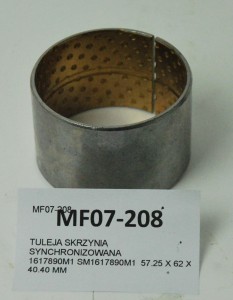 MF07-208
MF07-208
TULEJA SKRZYNIA
SYNCHRONIZOWANA
1617890M1 SM1617890M1 57.25 X 62 X
40.40 MM